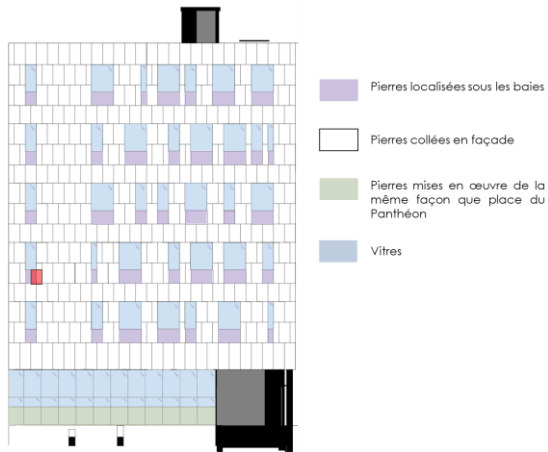 Pierres localisées sous les baies
Pierres collées en façade
Pierres mises en œuvre de la
même façon que place du
Panthéon
Vitres